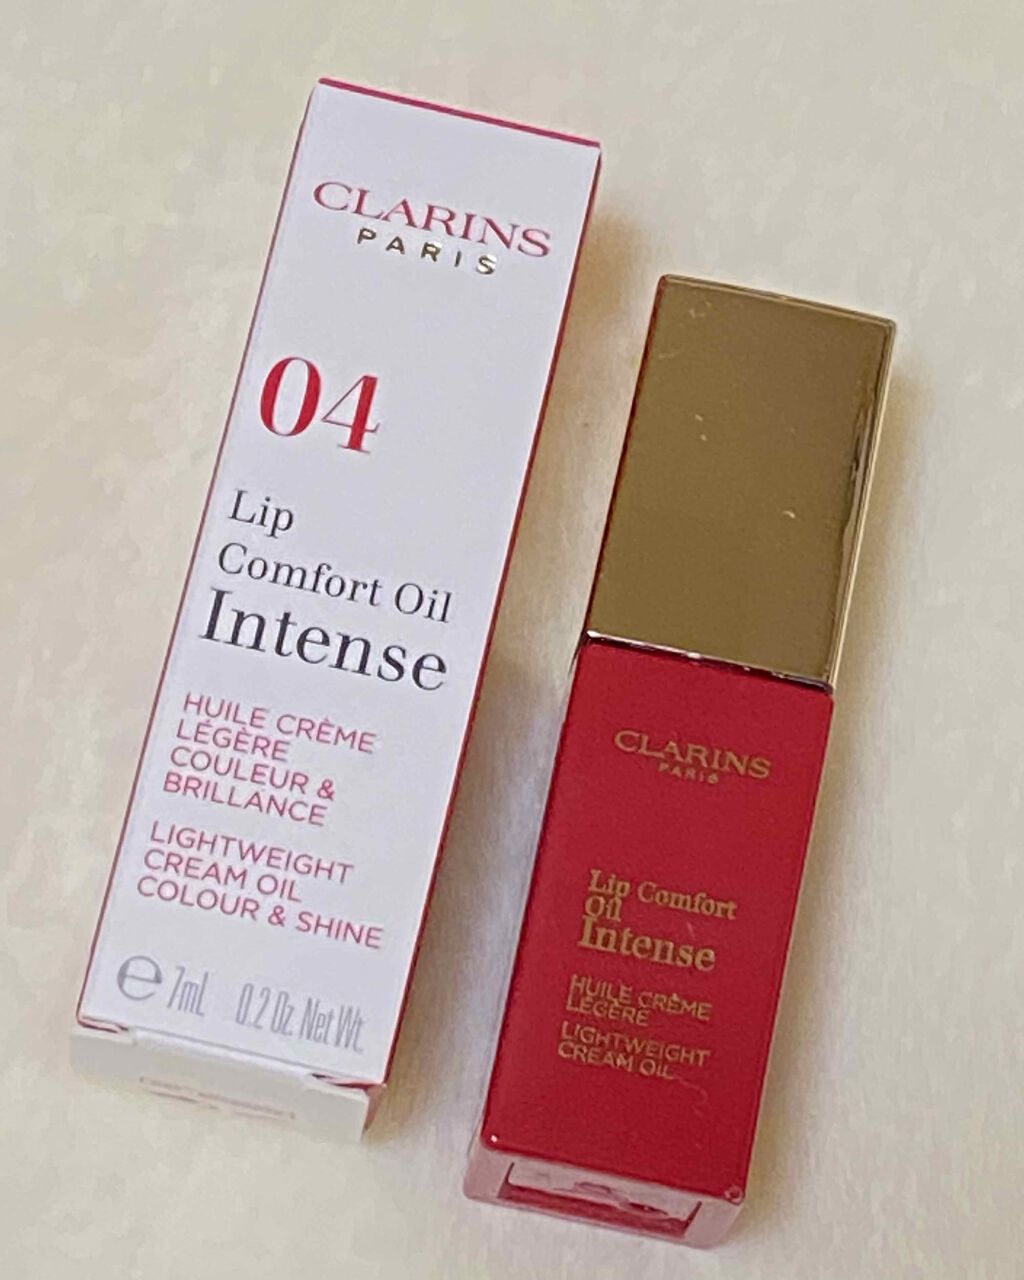 CLARINS
PARIS
04
Lip
Comfort Oil
Intense
HUILE CRÈME
LÉGÈRE
COULEUR &
BRILLANCE
LIGHTWEIGHT
CREAM OIL
COLOUR & SHINE
e 7mL 0.2 Oz. Net Wt.
CLARINS
PARIS
Lip Comfort
Oil
Intense
HUILE CRÈME
LÉGÈRE
LIGHTWEIGHT
CREAM OIL